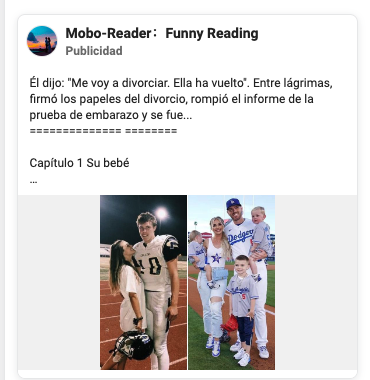 Mobo-Reader： Funny Reading
Publicidad
Él dijo: "Me voy a divorciar. Ella ha vuelto". Entre lágrimas,
firmó los papeles del divorcio, rompió el informe de la
prueba de embarazo y se fue...
============== ========
Capítulo 1 Su bebé
...
Dodgers
5